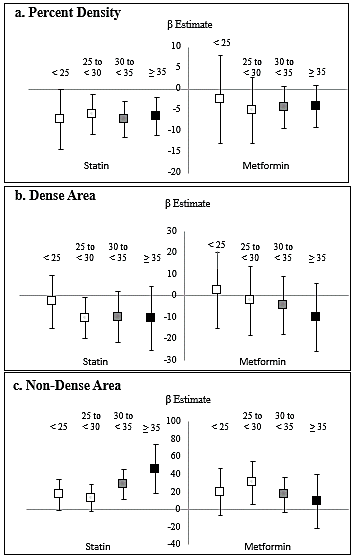 a. Percent Density
β Estimate
10
5
0
-5
-10
-15
-20
< 25
25 to
< 30
30 to
< 35
≥ 35
< 25
25 to
< 30
30 to
< 35
≥ 35
Statin
Metformin
b. Dense Area
β Estimate
30
20
10
0
-10
-20
-30
< 25
25 to
< 30
30 to
< 35
≥ 35
< 25
25 to
< 30
30 to
< 35
≥ 35
Statin
Metformin
c. Non-Dense Area
β Estimate
100
80
60
40
20
0
-20
-40
< 25
25 to
< 30
30 to
< 35
≥ 35
< 25
25 to
< 30
30 to
< 35
≥ 35
Statin
Metformin